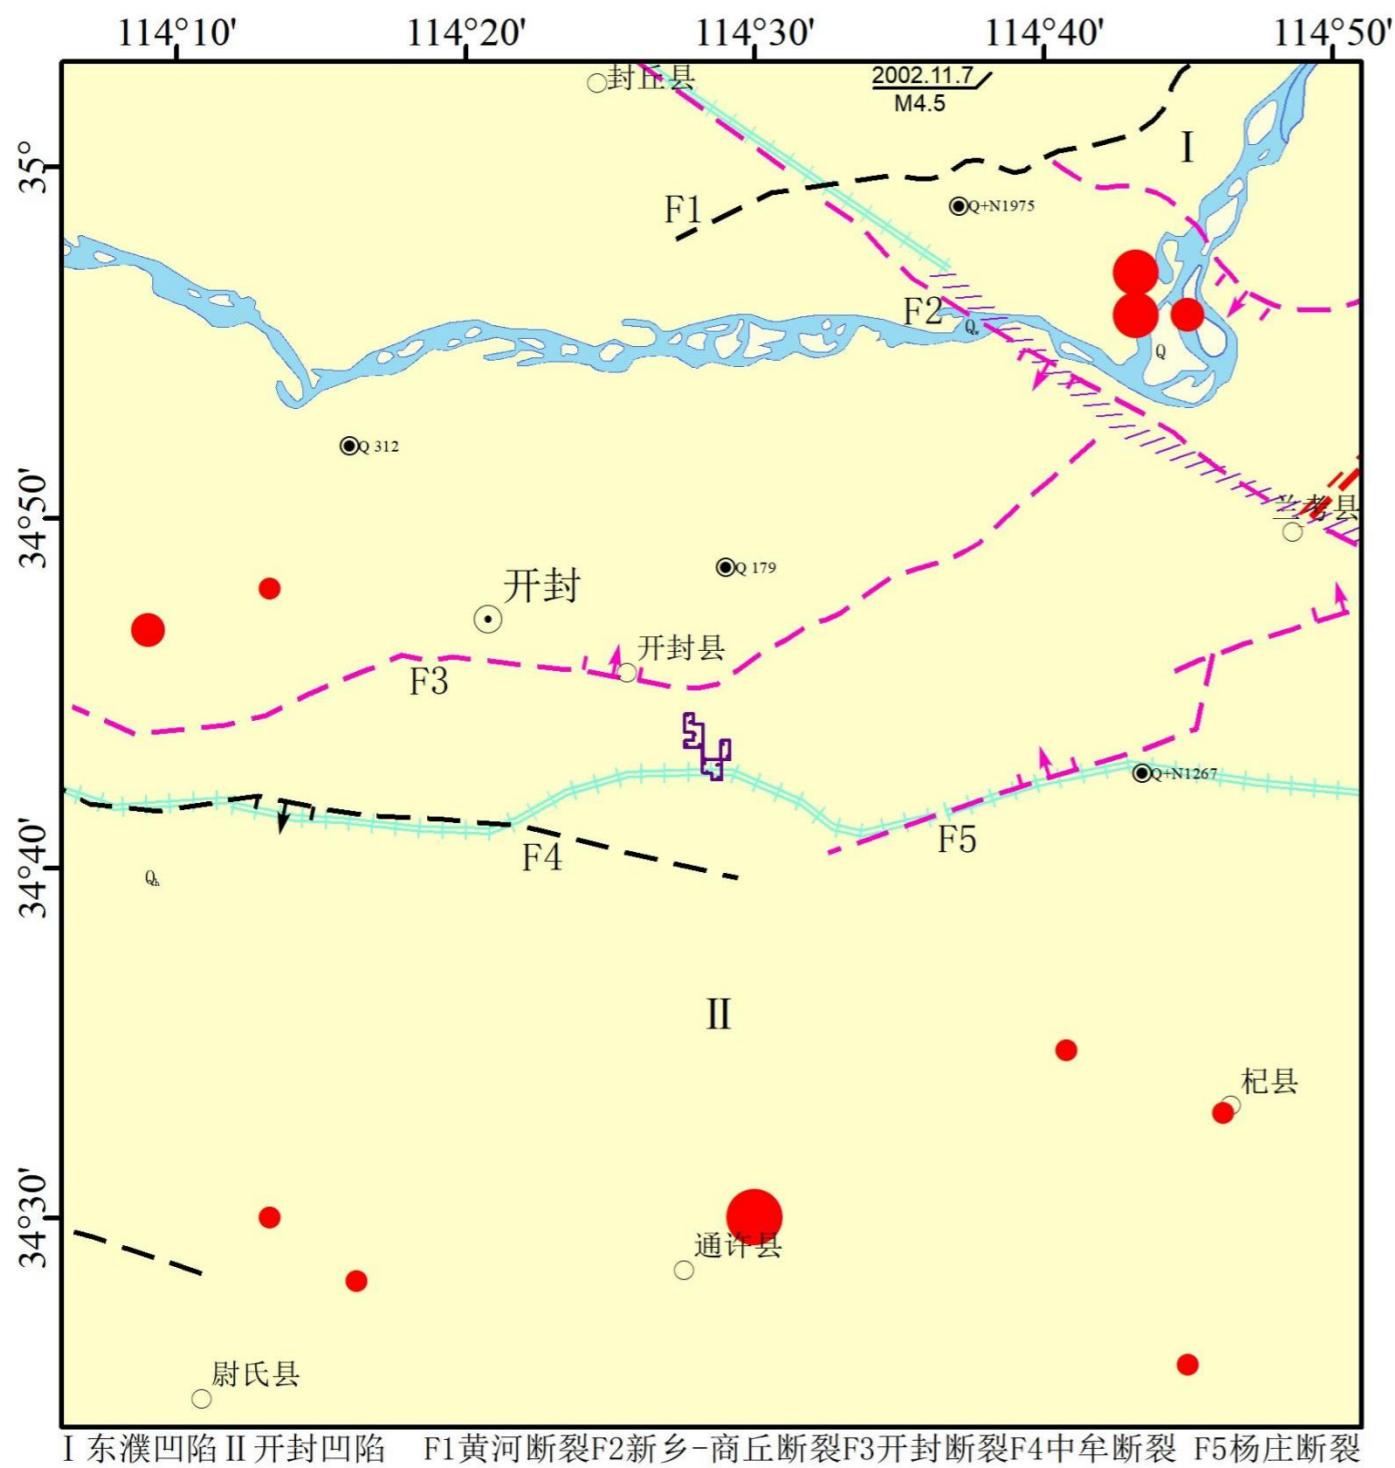 114°10' 114°20' 114°30' 114°40' 114°50'
封丘县
2002.11.7
M4.5
I
35°
Q+N1975
F1
F2
Q
Q 312
34°50'
兰考县
Q 179
开封
开封县
F3
Q+N1267
F5
F4
34°40'
Qh
II
杞县
34°30'
通许县
尉氏县
I 东濮凹陷 II 开封凹陷 F1黄河断裂F2新乡-商丘断裂F3开封断裂F4中牟断裂 F5杨庄断裂